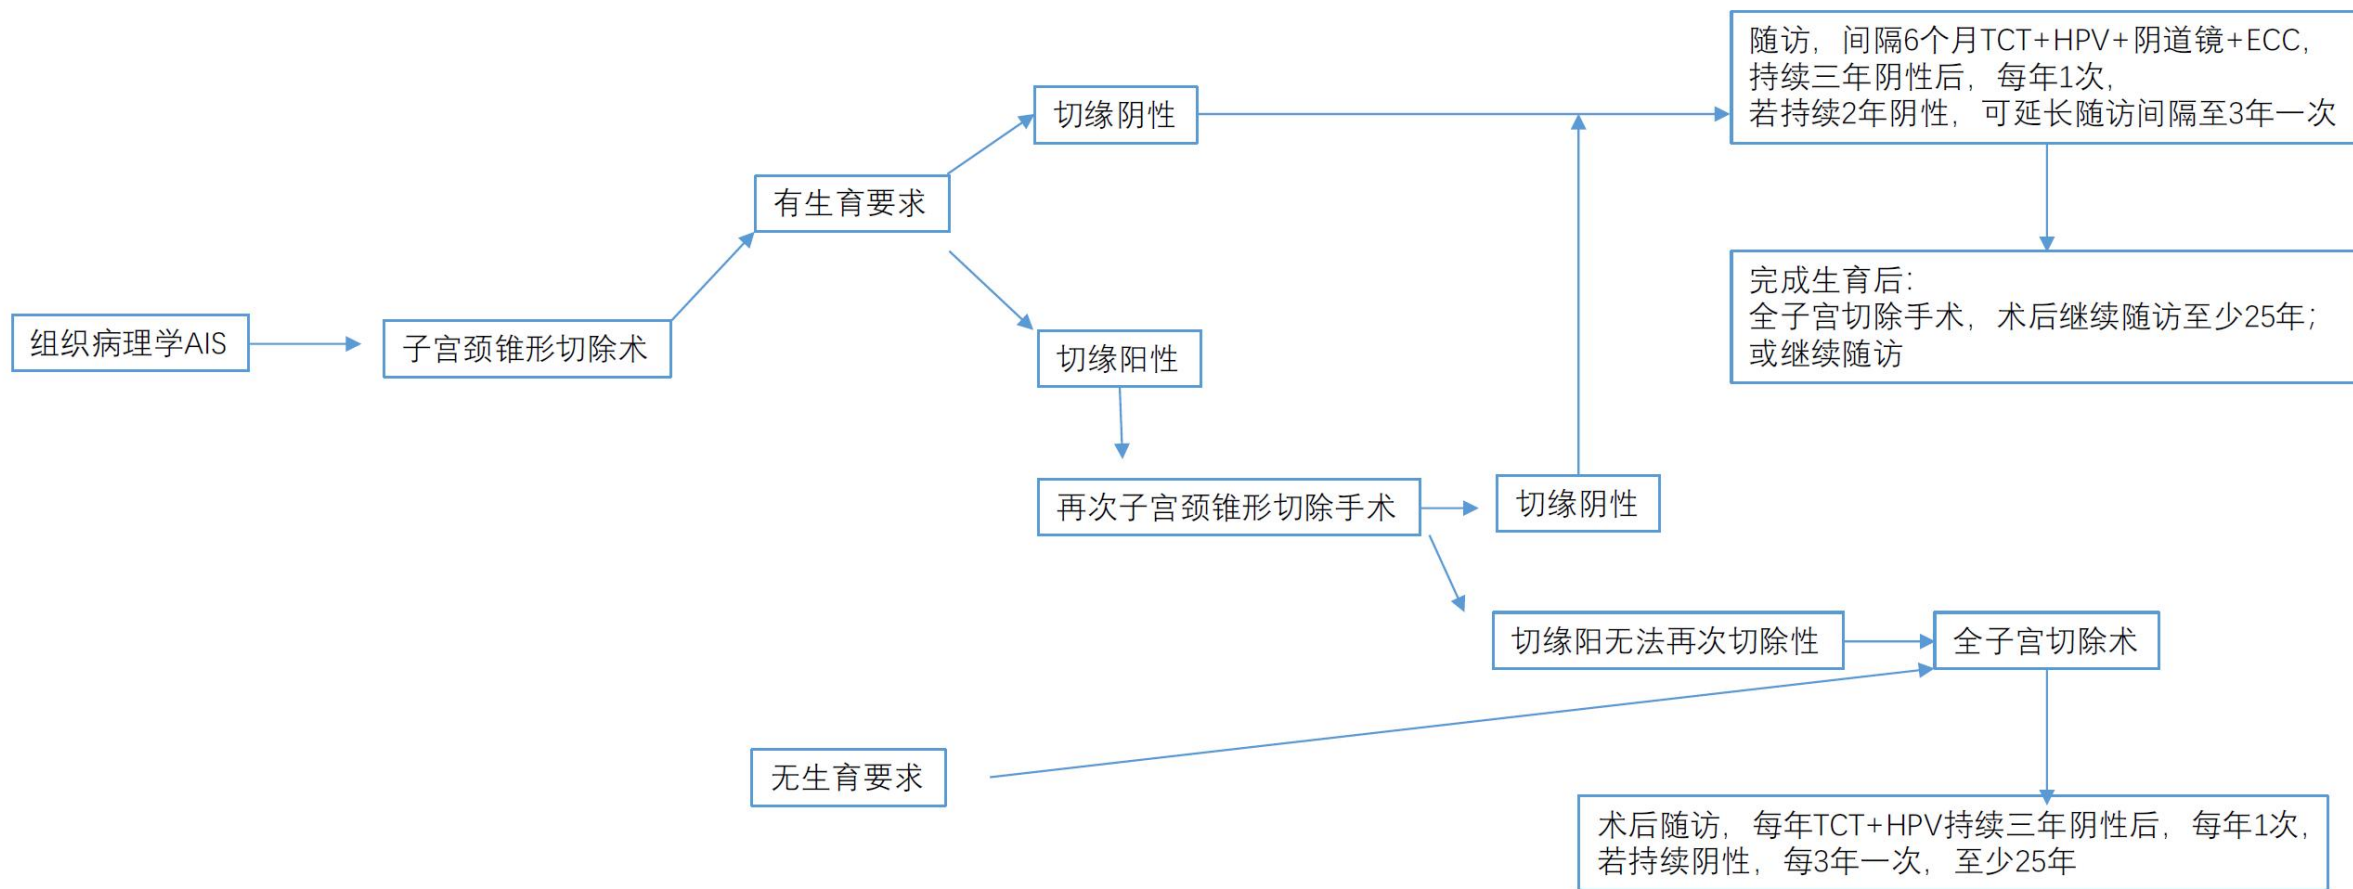 组织病理学AIS
子宫颈锥形切除术
有生育要求
切缘阴性
随访，间隔6个月TCT+HPV+阴道镜+ECC，
持续三年阴性后，每年1次，
若持续2年阴性，可延长随访间隔至3年一次
完成生育后：
全子宫切除手术，术后继续随访至少25年；
或继续随访
切缘阳性
再次子宫颈锥形切除手术
切缘阴性
切缘阳无法再次切除性
全子宫切除术
无生育要求
术后随访，每年TCT+HPV持续三年阴性后，每年1次，
若持续阴性，每3年一次，至少25年